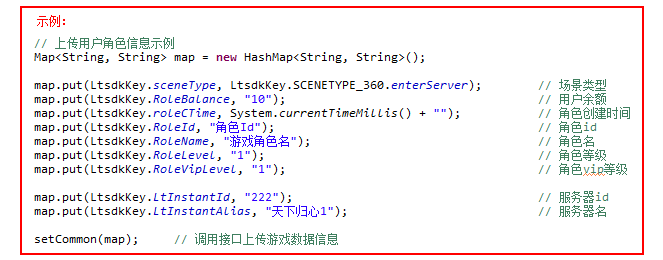 示例:
// 上传用户角色信息示例
Map<String, String> map = new HashMap<String, String>();
map.put(LtsdkKey.sceneType, LtsdkKey.SCENETYPE_360.enterServer); // 场景类型
map.put(LtsdkKey.RoleBalance, "10"); // 用户余额
map.put(LtsdkKey.roleCTime, System.currentTimeMillis() + ""); // 角色创建时间
map.put(LtsdkKey.RoleId, "角色Id"); // 角色id
map.put(LtsdkKey.RoleName, "游戏角色名"); // 角色名
map.put(LtsdkKey.RoleLevel, "1"); // 角色等级
map.put(LtsdkKey.RoleVipLevel, "1"); // 角色vip等级
map.put(LtsdkKey.LtInstantId, "222"); // 服务器id
map.put(LtsdkKey.LtInstantAlias, "天下归心1"); // 服务器名
setCommon(map); // 调用接口上传游戏数据信息